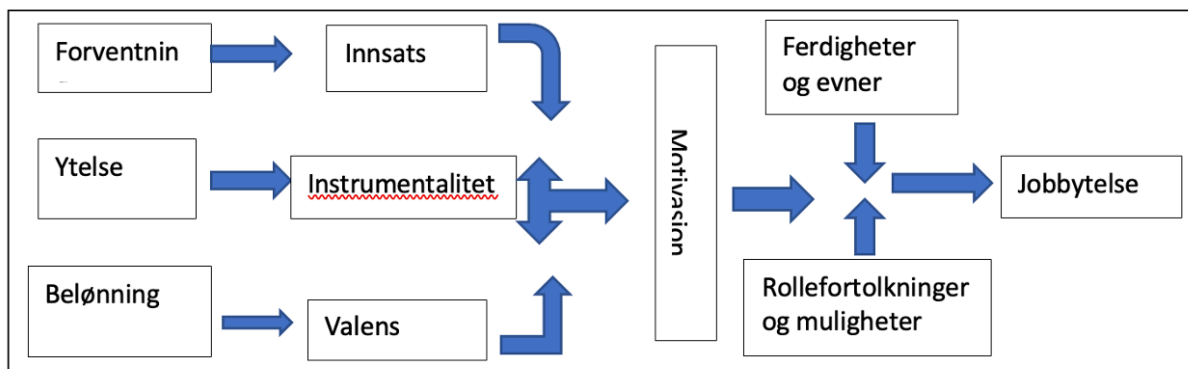 Forventnin
Innsats
Ferdigheter
og evner
Ytelse
Instrumentalitet
Motivasjon
Jobbytelse
Belønning
Valens
Rollefortolkninger
og muligheter